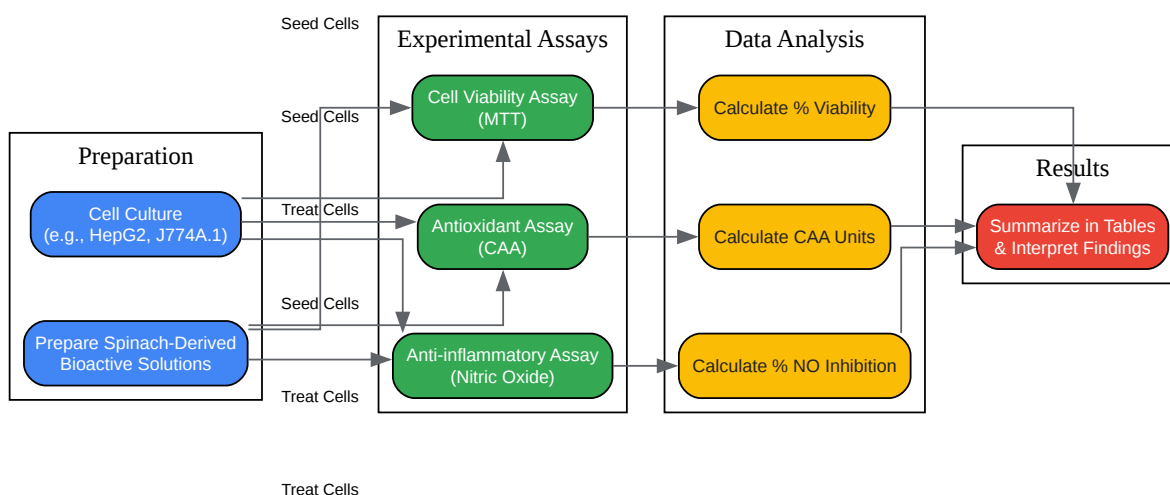 Seed Cells
Experimental Assays
Data Analysis
Cell Viability Assay
(MTT)
Calculate % Viability
Seed Cells
Preparation
Results
Cell Culture
(e.g., HepG2, J774A.1)
Treat Cells
Antioxidant Assay
(CAA)
Calculate CAA Units
Summarize in Tables
& Interpret Findings
Seed Cells
Prepare Spinach-Derived
Bioactive Solutions
Anti-inflammatory Assay
(Nitric Oxide)
Calculate % NO Inhibition
Treat Cells
Treat Cells